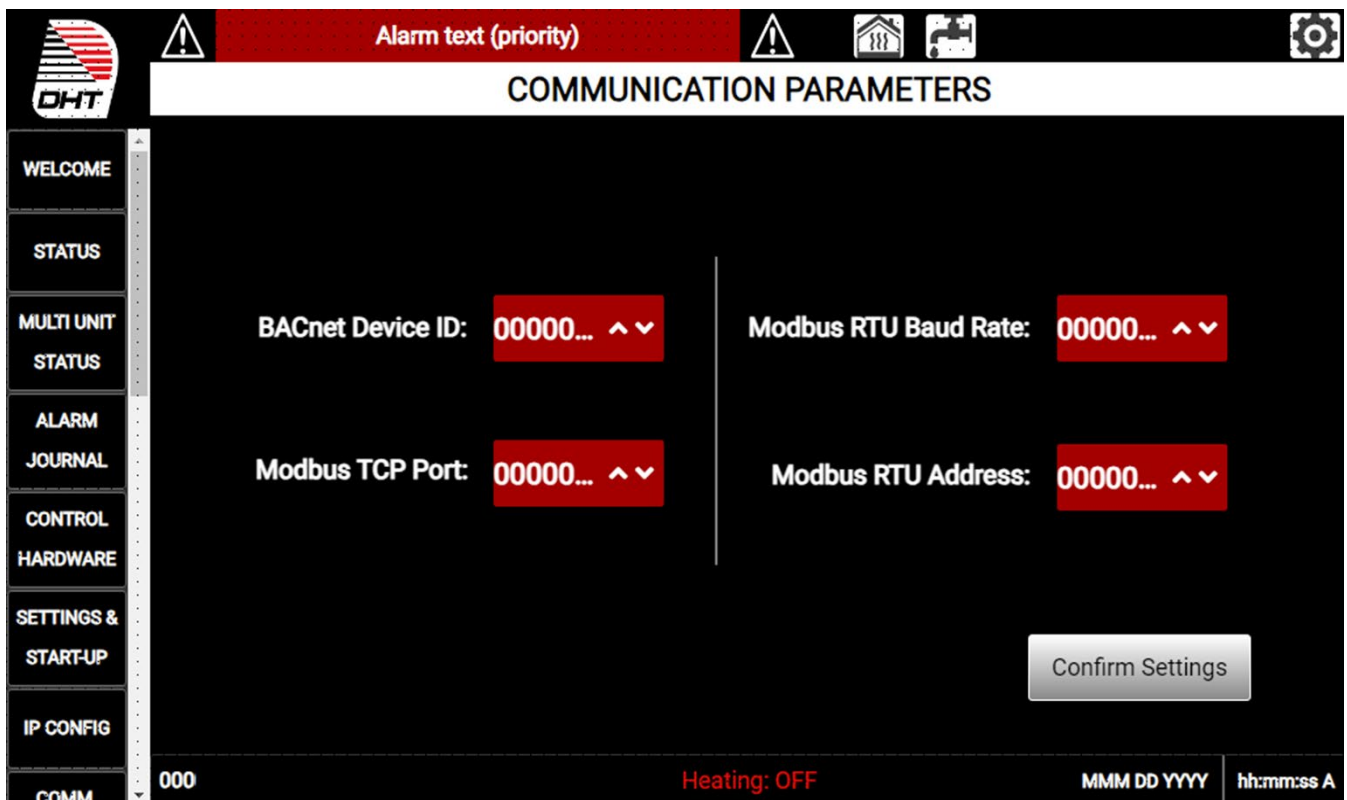 DHT
Alarm text (priority)
COMMUNICATION PARAMETERS
WELCOME
STATUS
MULTI UNIT
STATUS
ALARM
JOURNAL
CONTROL
HARDWARE
SETTINGS &
START-UP
IP CONFIG
COMM
BACnet Device ID: 00000...
Modbus TCP Port: 00000...
Modbus RTU Baud Rate: 00000...
Modbus RTU Address: 00000...
Confirm Settings
000 Heating: OFF MMM DD YYYY hh:mm:ss A